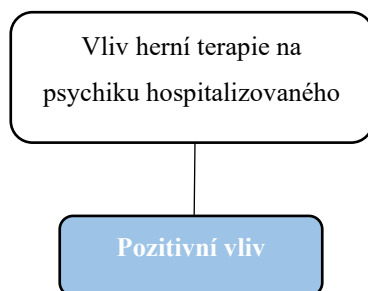 Vliv herní terapie na
psychiku hospitalizovaného
Pozitivní vliv